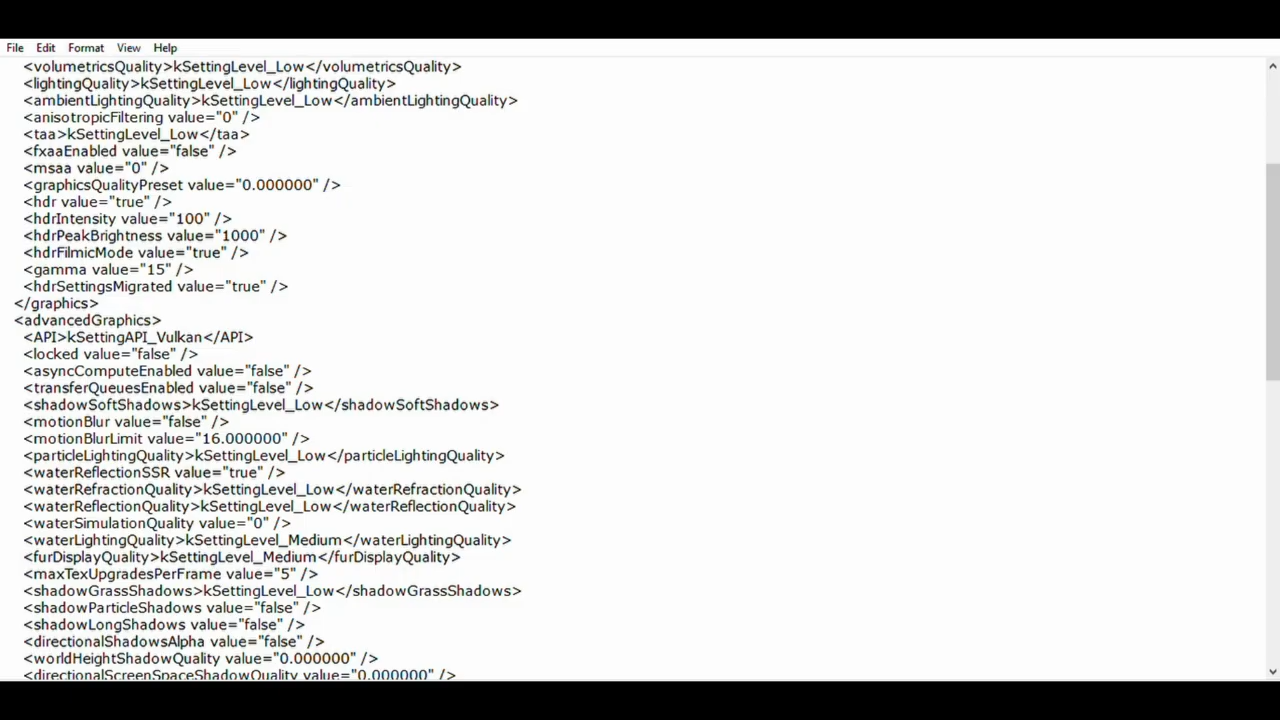 File Edit Format View Help
<volumetricsQuality>kSettingLevel_Low</volumetricsQuality>
<lightingQuality>kSettingLevel_Low</lightingQuality>
<ambientLightingQuality>kSettingLevel_Low</ambientLightingQuality>
<anisotropicFiltering value="0" />
<taa>kSettingLevel_Low</taa>
<fxaaEnabled value="false" />
<msaa value="0" />
<graphicsQualityPreset value="0.000000" />
<hdr value="true" />
<hdrIntensity value="100" />
<hdrPeakBrightness value="1000" />
<hdrFilmicMode value="true" />
<gamma value="15" />
<hdrSettingsMigrated value="true" />
</graphics>
<advancedGraphics>
<API>kSettingAPI_Vulkan</API>
<locked value="false" />
<asyncComputeEnabled value="false" />
<transferQueuesEnabled value="false" />
<shadowSoftShadows>kSettingLevel_Low</shadowSoftShadows>
<motionBlur value="false" />
<motionBlurLimit value="16.000000" />
<particleLightingQuality>kSettingLevel_Low</particleLightingQuality>
<waterReflectionSSR value="true" />
<waterRefractionQuality>kSettingLevel_Low</waterRefractionQuality>
<waterReflectionQuality>kSettingLevel_Low</waterReflectionQuality>
<waterSimulationQuality value="0" />
<waterLightingQuality>kSettingLevel_Medium</waterLightingQuality>
<furDisplayQuality>kSettingLevel_Medium</furDisplayQuality>
<maxTexUpgradesPerFrame value="5" />
<shadowGrassShadows>kSettingLevel_Low</shadowGrassShadows>
<shadowParticleShadows value="false" />
<shadowLongShadows value="false" />
<directionalShadowsAlpha value="false" />
<worldHeightShadowQuality value="0.000000" />
<directionalScreenSpaceShadowQuality value="0.000000" />